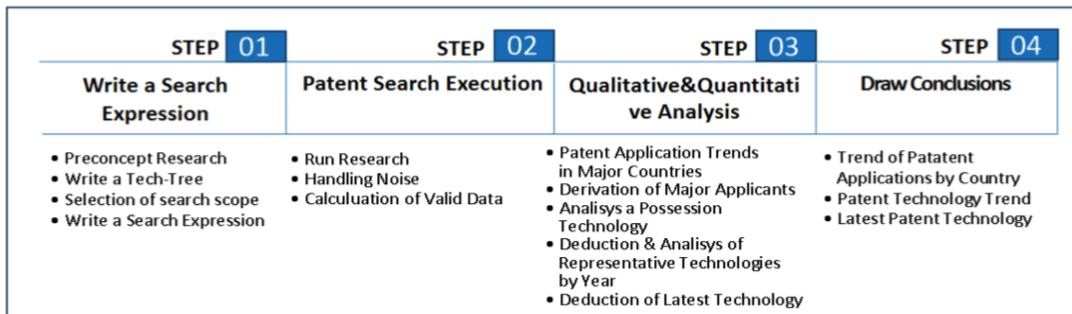 STEP 01
Write a Search
Expression
• Preconcept Research
• Write a Tech-Tree
• Selection of search scope
• Write a Search Expression
STEP 02
Patent Search Execution
• Run Research
• Handling Noise
• Calculuation of Valid Data
STEP 03
Qualitative&Quantitati
ve Analysis
• Patent Application Trends
in Major Countries
• Derivation of Major Applicants
• Analisys a Possession
Technology
• Deduction & Analisys of
Representative Technologies
by Year
• Deduction of Latest Technology
STEP 04
Draw Conclusions
• Trend of Patatent
Applications by Country
• Patent Technology Trend
• Latest Patent Technology